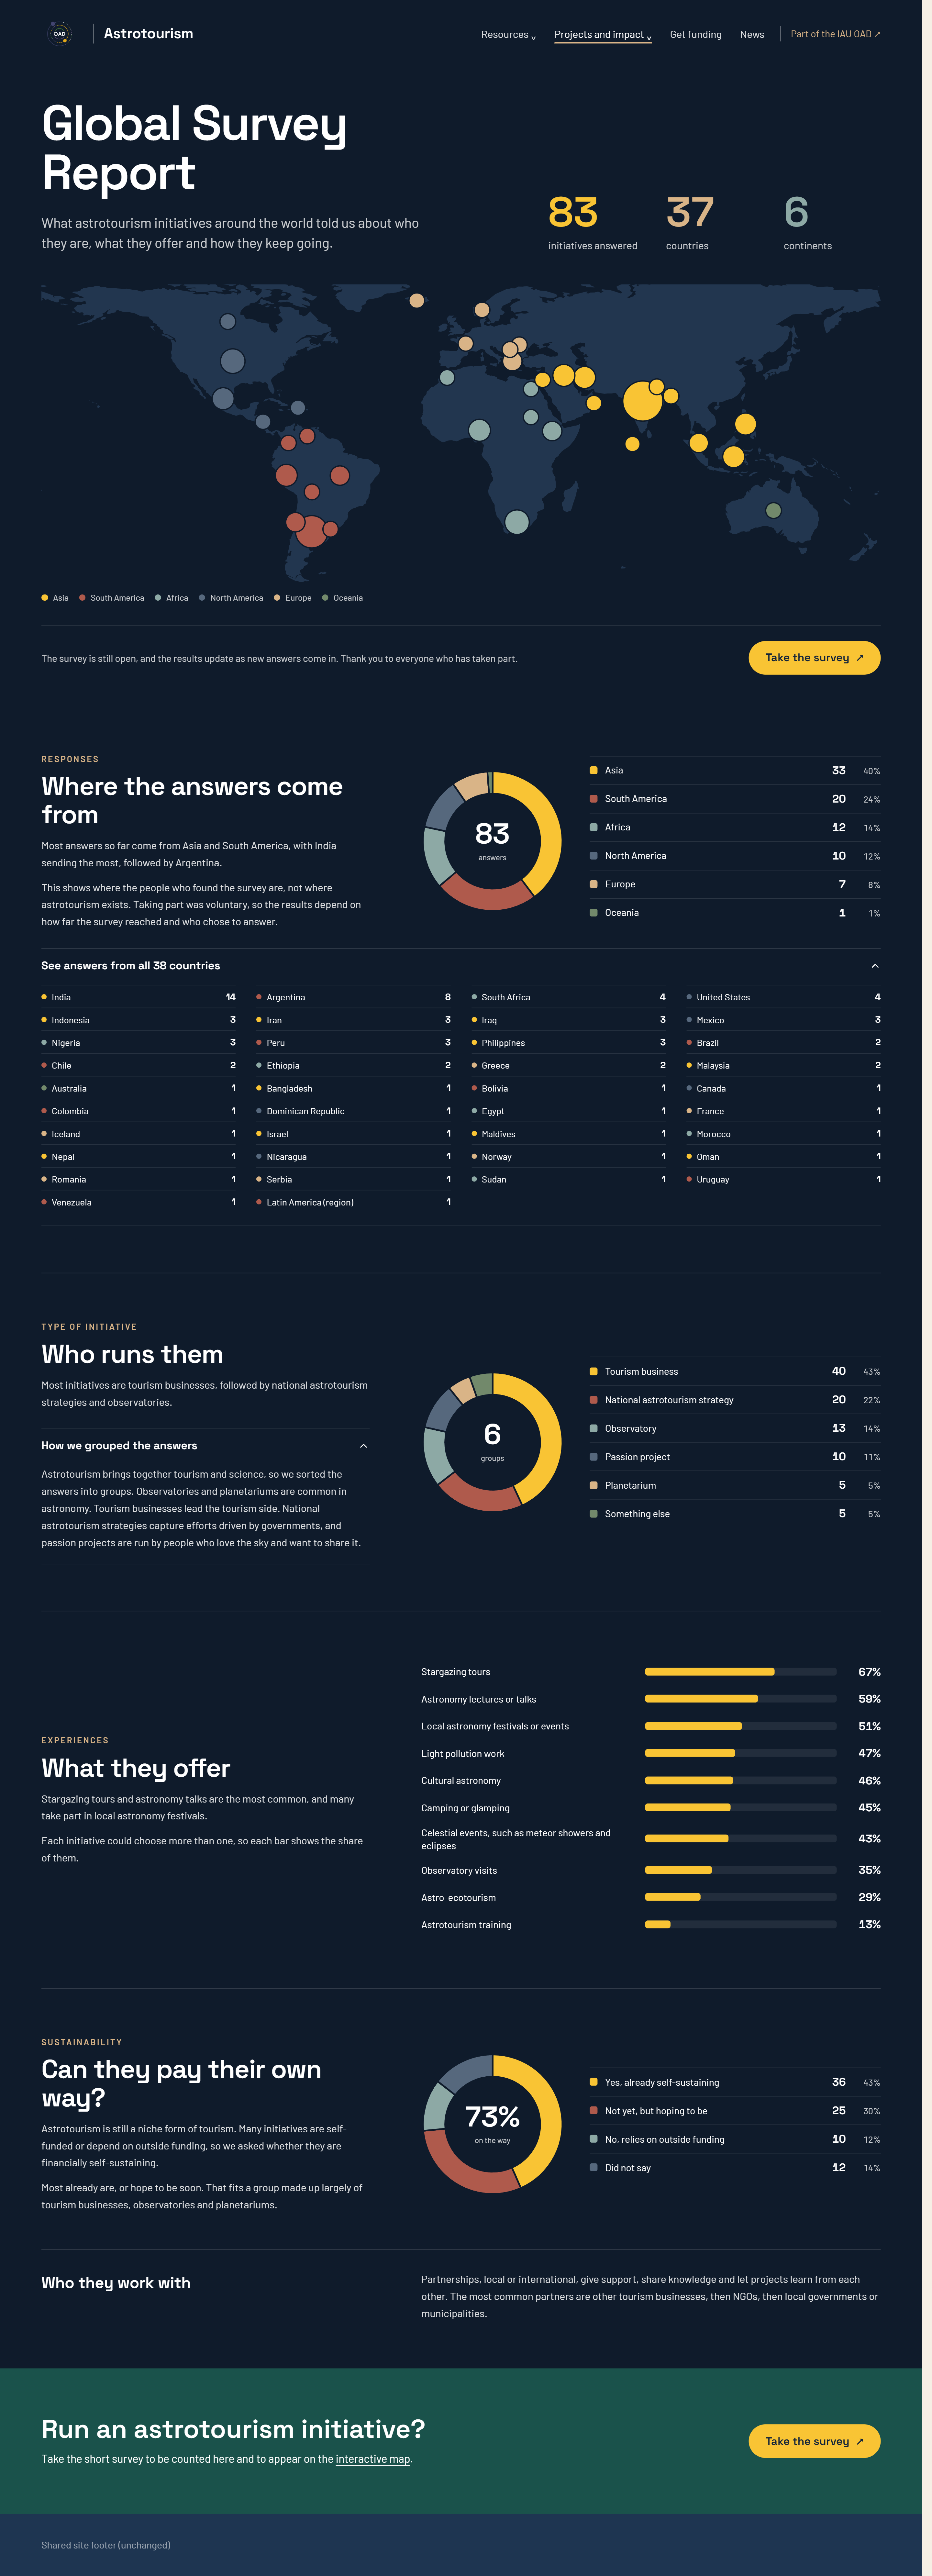 OAD
Astrotourism
Resources
Projects and impact
Get funding
News
Part of the IAU OAD ↗
Global Survey
Report
What astrotourism initiatives around the world told us about who
they are, what they offer and how they keep going.
83
initiatives answered
37
countries
6
continents
Asia
South America
Africa
North America
Europe
Oceania
The survey is still open, and the results update as new answers come in. Thank you to everyone who has taken part.
Take the survey ↗
RESPONSES
Where the answers come
from
Most answers so far come from Asia and South America, with India
sending the most, followed by Argentina.
This shows where the people who found the survey are, not where
astrotourism exists. Taking part was voluntary, so the results depend on
how far the survey reached and who chose to answer.
83
answers
Asia 33 40%
South America 20 24%
Africa 12 14%
North America 10 12%
Europe 7 8%
Oceania 1 1%
See answers from all 38 countries
India 14 Argentina 8 South Africa 4 United States 4
Indonesia 3 Iran 3 Iraq 3 Mexico 3
Nigeria 3 Peru 3 Philippines 3 Brazil 2
Chile 2 Ethiopia 2 Greece 2 Malaysia 2
Australia 1 Bangladesh 1 Bolivia 1 Canada 1
Colombia 1 Dominican Republic 1 Egypt 1 France 1
Iceland 1 Israel 1 Maldives 1 Morocco 1
Nepal 1 Nicaragua 1 Norway 1 Oman 1
Romania 1 Serbia 1 Sudan 1 Uruguay 1
Venezuela 1 Latin America (region) 1
TYPE OF INITIATIVE
Who runs them
Most initiatives are tourism businesses, followed by national astrotourism
strategies and observatories.
How we grouped the answers
Astrotourism brings together tourism and science, so we sorted the
answers into groups. Observatories and planetariums are common in
astronomy. Tourism businesses lead the tourism side. National
astrotourism strategies capture efforts driven by governments, and
passion projects are run by people who love the sky and want to share it.
6
groups
Tourism business 40 43%
National astrotourism strategy 20 22%
Observatory 13 14%
Passion project 10 11%
Planetarium 5 5%
Something else 5 5%
EXPERIENCES
What they offer
Stargazing tours and astronomy talks are the most common, and many
take part in local astronomy festivals.
Each initiative could choose more than one, so each bar shows the share
of them.
Stargazing tours 67%
Astronomy lectures or talks 59%
Local astronomy festivals or events 51%
Light pollution work 47%
Cultural astronomy 46%
Camping or glamping 45%
Celestial events, such as meteor showers and
eclipses 43%
Observatory visits 35%
Astro-ecotourism 29%
Astrotourism training 13%
SUSTAINABILITY
Can they pay their own
way?
Astrotourism is still a niche form of tourism. Many initiatives are self-
funded or depend on outside funding, so we asked whether they are
financially self-sustaining.
Most already are, or hope to be soon. That fits a group made up largely of
tourism businesses, observatories and planetariums.
73%
on the way
Yes, already self-sustaining 36 43%
Not yet, but hoping to be 25 30%
No, relies on outside funding 10 12%
Did not say 12 14%
Who they work with
Partnerships, local or international, give support, share knowledge and let projects learn from each
other. The most common partners are other tourism businesses, then NGOs, then local governments or
municipalities.
Run an astrotourism initiative?
Take the short survey to be counted here and to appear on the interactive map.
Take the survey ↗
Shared site footer (unchanged)